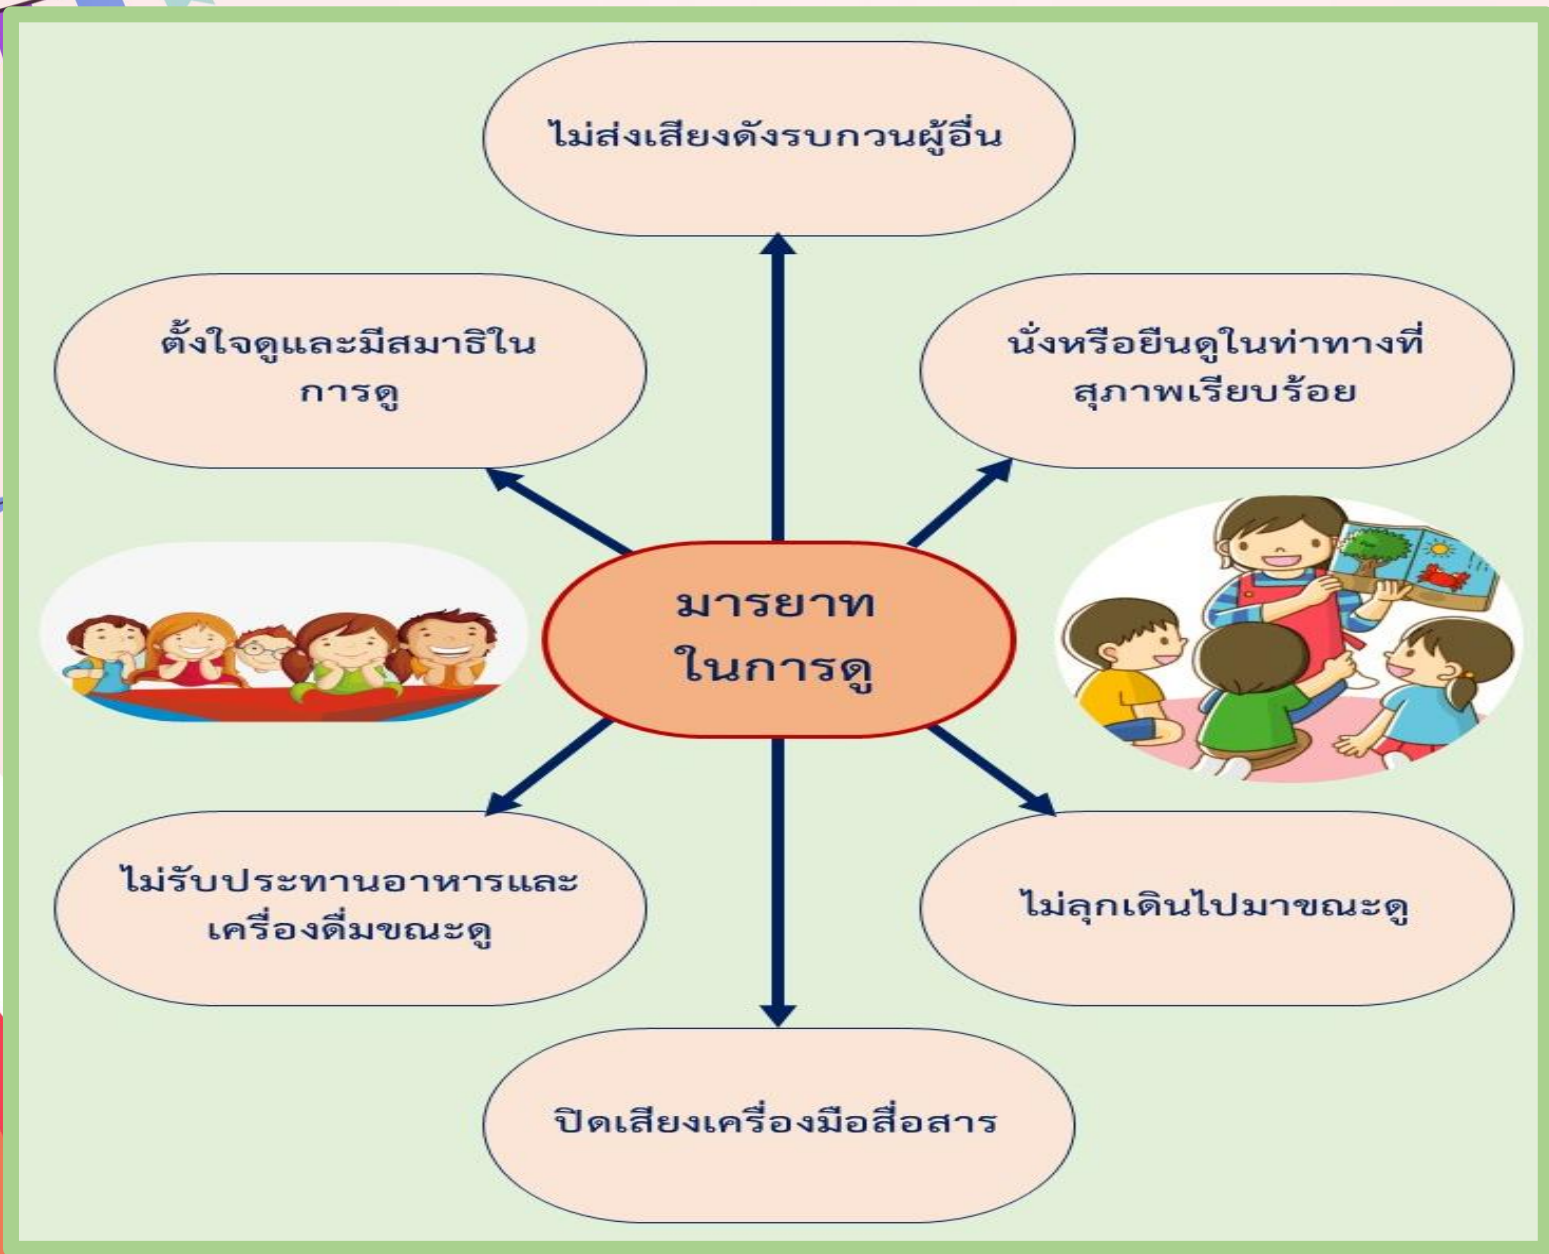 ไม่ส่งเสียงดังรบกวนผู้อื่น
ตั้งใจดูและมีสมาธิใน
การดู
นั่งหรือยืนดูในท่าทางที่
สุภาพเรียบร้อย
มารยาท
ในการดู
ไม่รับประทานอาหารและ
เครื่องดื่มขณะดู
ไม่ลุกเดินไปมาขณะดู
ปิดเสียงเครื่องมือสื่อสาร